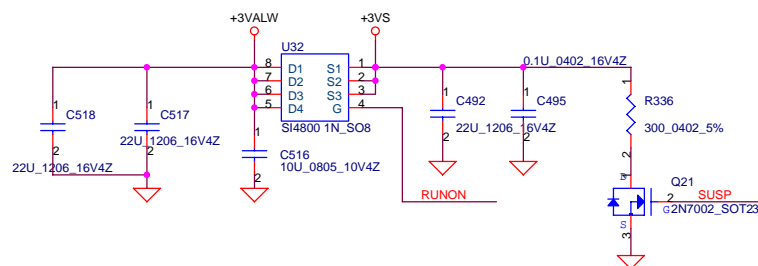 +3VALW
+3VS
U32
8 D1 S1 1
7 D2 S2 2
6 D3 S3 3
5 D4 G 4
SI4800 1N_SO8
0.1U_0402_16V4Z
1
C518
2
22U_1206_16V4Z
1
C517
2
22U_1206_16V4Z
1
C516
10U_0805_10V4Z
2
1
C492
2
22U_1206_16V4Z
1
C495
2
1
R336
300_0402_5%
2
RUNON
1
D
Q21
2
G
SUSP
2N7002_SOT23
S
3